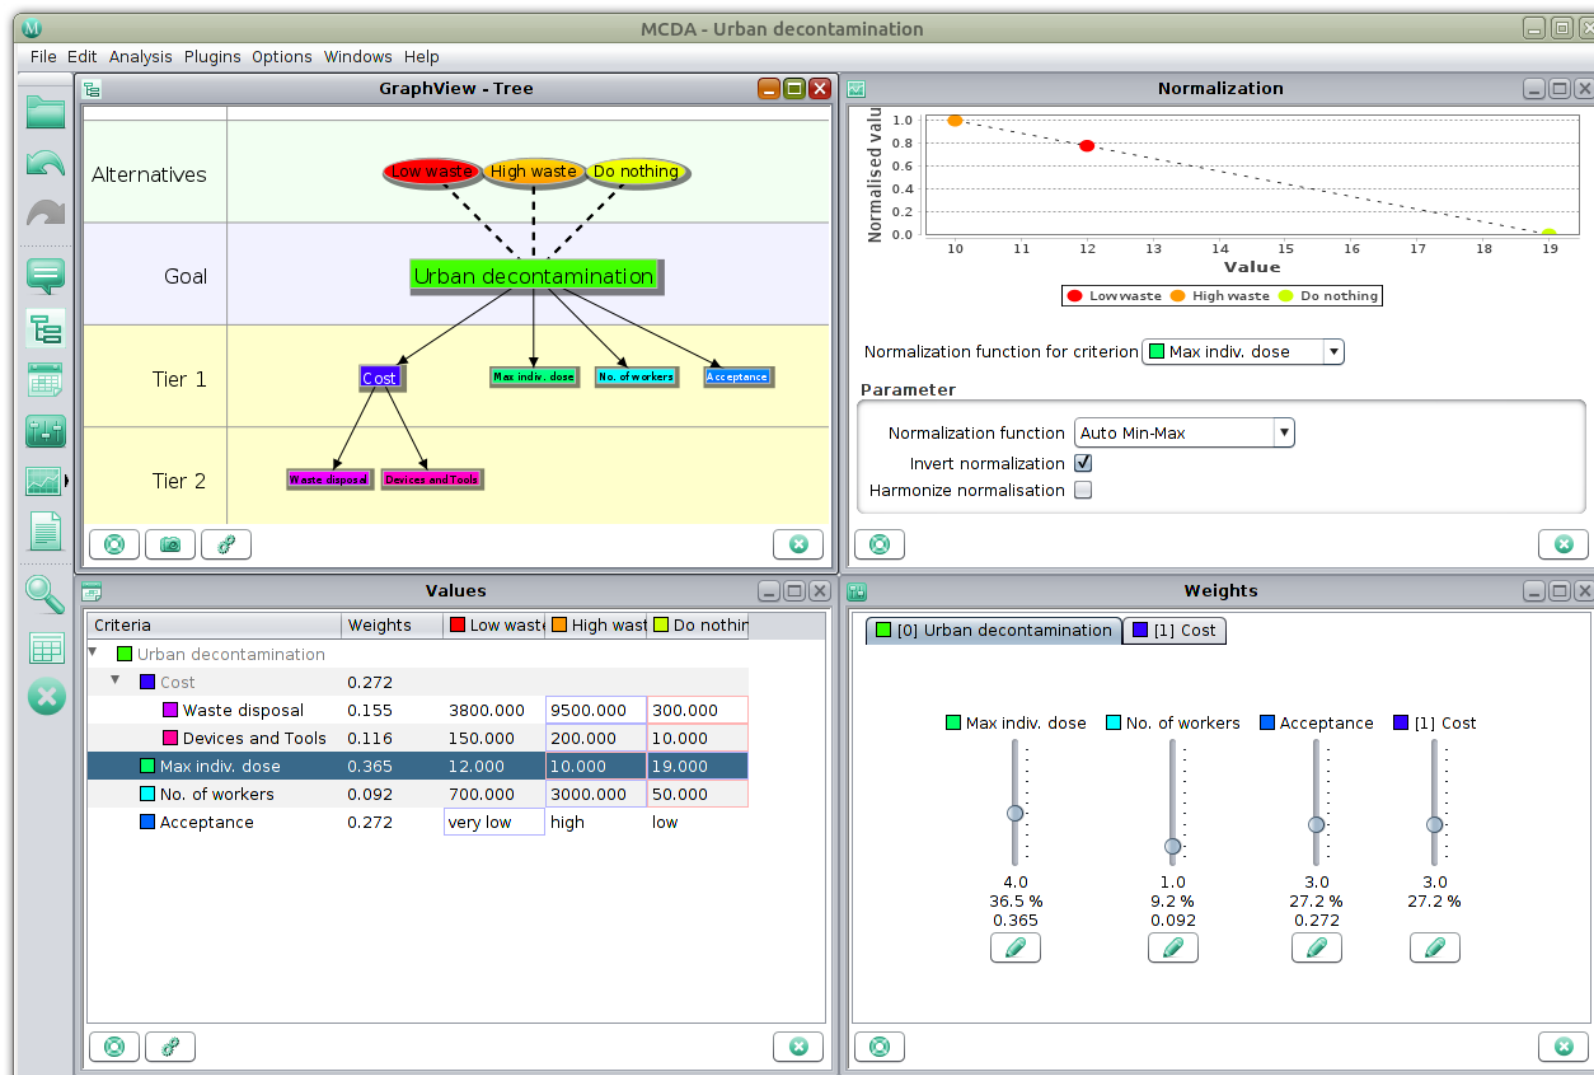 MCDA - Urban decontamination
File Edit Analysis Plugins Options Windows Help
GraphView - Tree
Alternatives
Low waste High waste Do nothing
Goal
Urban decontamination
Tier 1
Cost Max indiv. dose No. of workers Acceptance
Tier 2
Waste disposal Devices and Tools
Normalization
Normalised valu
1.0
0.8
0.6
0.4
0.2
0.0
10 11 12 13 14 15 16 17 18 19
Value
Low waste High waste Do nothing
Normalization function for criterion Max indiv. dose
Parameter
Normalization function Auto Min-Max
Invert normalization
Harmonize normalisation
Values
Criteria Weights Low waste High wast Do nothin
Urban decontamination
Cost 0.272
Waste disposal 0.155 3800.000 9500.000 300.000
Devices and Tools 0.116 150.000 200.000 10.000
Max indiv. dose 0.365 12.000 10.000 19.000
No. of workers 0.092 700.000 3000.000 50.000
Acceptance 0.272 very low high low
Weights
[0] Urban decontamination [1] Cost
Max indiv. dose No. of workers Acceptance [1] Cost
4.0 1.0 3.0 3.0
36.5 % 9.2 % 27.2 % 27.2 %
0.365 0.092 0.272